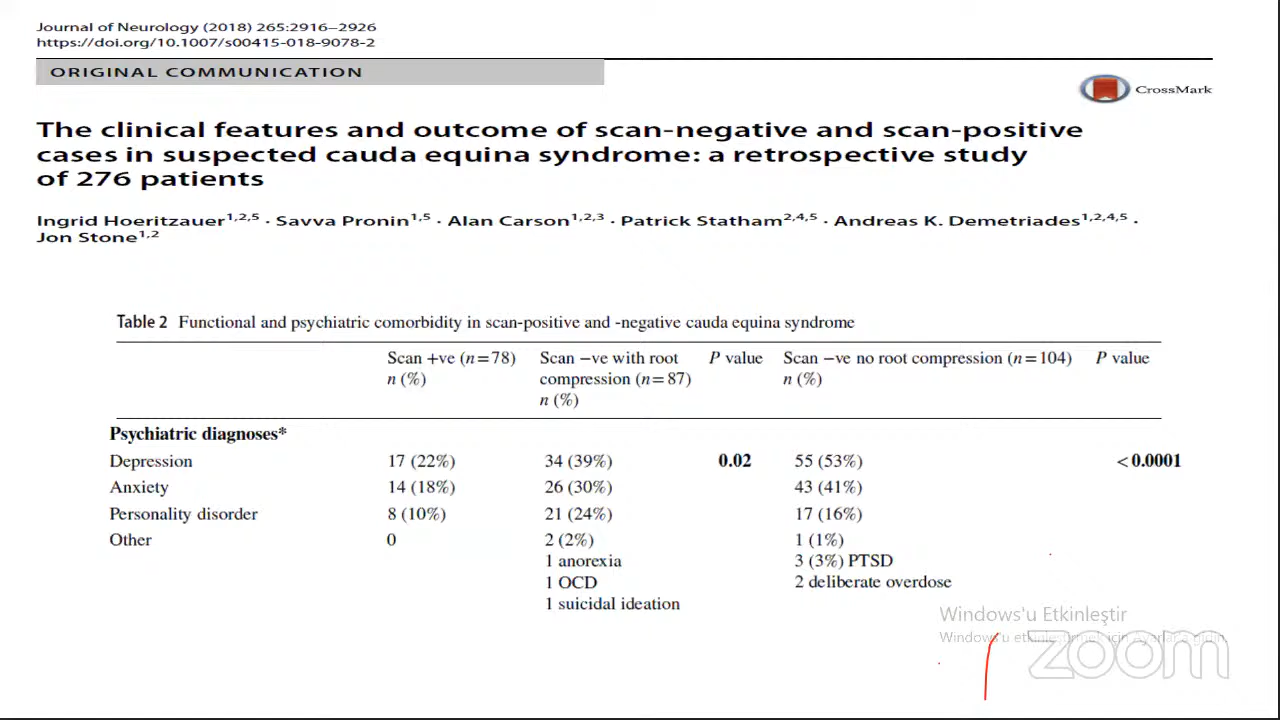 Journal of Neurology (2018) 265:2916–2926
https://doi.org/10.1007/s00415-018-9078-2
ORIGINAL COMMUNICATION
CrossMark
The clinical features and outcome of scan-negative and scan-positive
cases in suspected cauda equina syndrome: a retrospective study
of 276 patients
Ingrid Hoeritzauer1,2,5 · Savva Pronin1,5 · Alan Carson1,2,3 · Patrick Statham2,4,5 · Andreas K. Demetriades1,2,4,5 ·
Jon Stone1,2
Table 2 Functional and psychiatric comorbidity in scan-positive and -negative cauda equina syndrome
Scan +ve (n=78) Scan −ve with root P value Scan −ve no root compression (n=104) P value
n (%) compression (n=87) n (%)
n (%)
Psychiatric diagnoses*
Depression 17 (22%) 34 (39%) 0.02 55 (53%) <0.0001
Anxiety 14 (18%) 26 (30%) 43 (41%)
Personality disorder 8 (10%) 21 (24%) 17 (16%)
Other 0 2 (2%) 1 (1%)
1 anorexia 3 (3%) PTSD
1 OCD 2 deliberate overdose
1 suicidal ideation
Windows'u Etkinleştir
Windows'u etkinleştirmek için Ayarlar'a gidin.
zoom